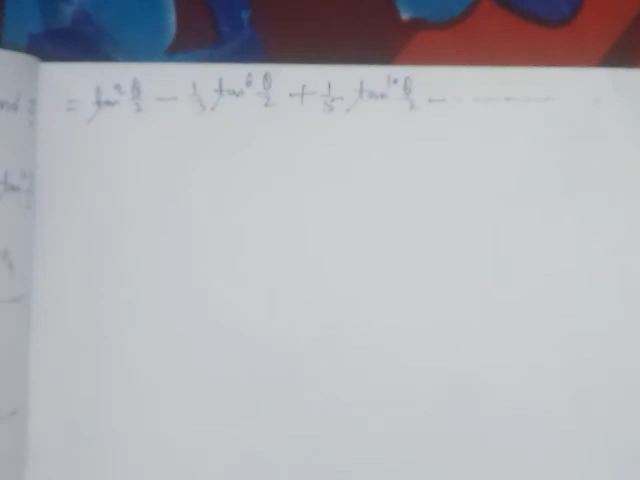 = tan² θ/2 - 1/3 tan⁶ θ/2 + 1/5 tan¹⁰ θ/2 - ---------